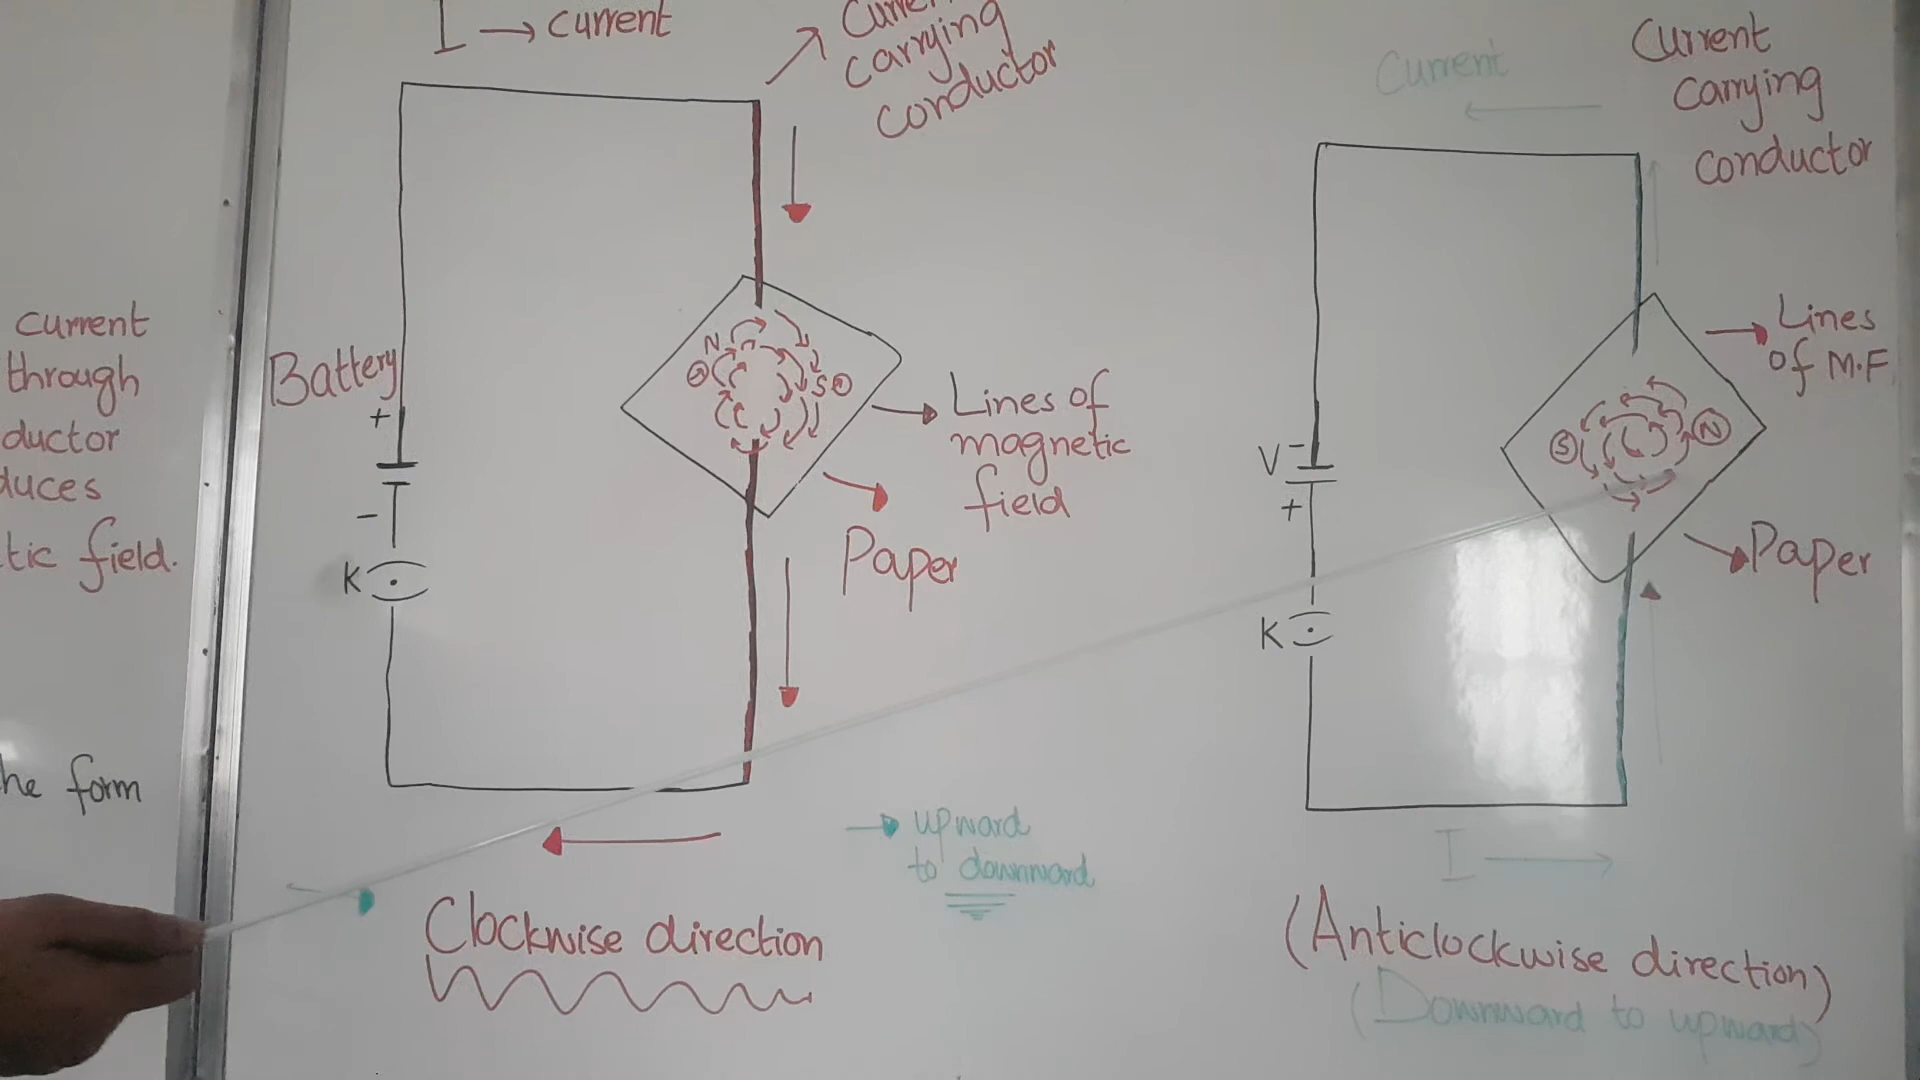 current
through
ductor
duces
tic field.
he form
I → current
carrying
conductor
Battery
+
-
K
N
S
Lines of
magnetic
field
Paper
upward
to downward
Clockwise direction
Current
Current
carrying
conductor
Lines
of M.F
V
-
+
K
S
N
Paper
I
(Anticlockwise direction)
(Downward to upward)